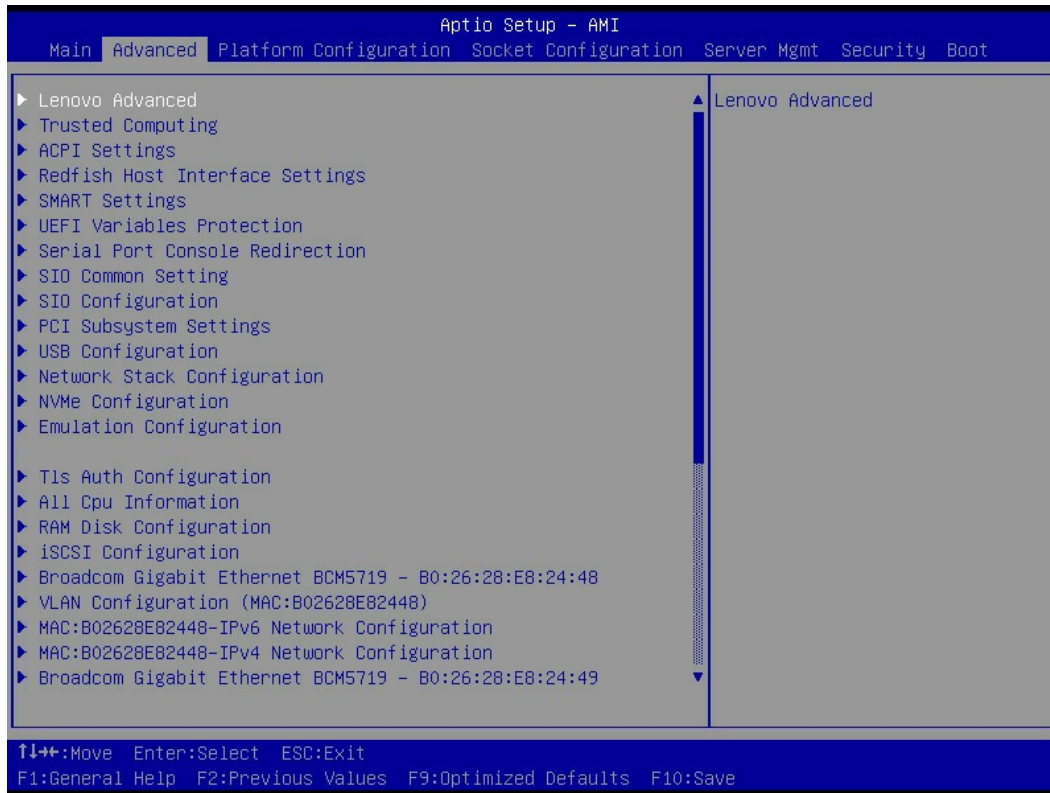 Aptio Setup – AMI
Main Advanced Platform Configuration Socket Configuration Server Mgmt Security Boot
▶ Lenovo Advanced
Lenovo Advanced
▶ Trusted Computing
▶ ACPI Settings
▶ Redfish Host Interface Settings
▶ SMART Settings
▶ UEFI Variables Protection
▶ Serial Port Console Redirection
▶ SIO Common Setting
▶ SIO Configuration
▶ PCI Subsystem Settings
▶ USB Configuration
▶ Network Stack Configuration
▶ NVMe Configuration
▶ Emulation Configuration
▶ Tls Auth Configuration
▶ All Cpu Information
▶ RAM Disk Configuration
▶ iSCSI Configuration
▶ Broadcom Gigabit Ethernet BCM5719 – B0:26:28:E8:24:48
▶ VLAN Configuration (MAC:B02628E82448)
▶ MAC:B02628E82448-IPv6 Network Configuration
▶ MAC:B02628E82448-IPv4 Network Configuration
▶ Broadcom Gigabit Ethernet BCM5719 – B0:26:28:E8:24:49
↑↓→←:Move Enter:Select ESC:Exit
F1:General Help F2:Previous Values F9:Optimized Defaults F10:Save